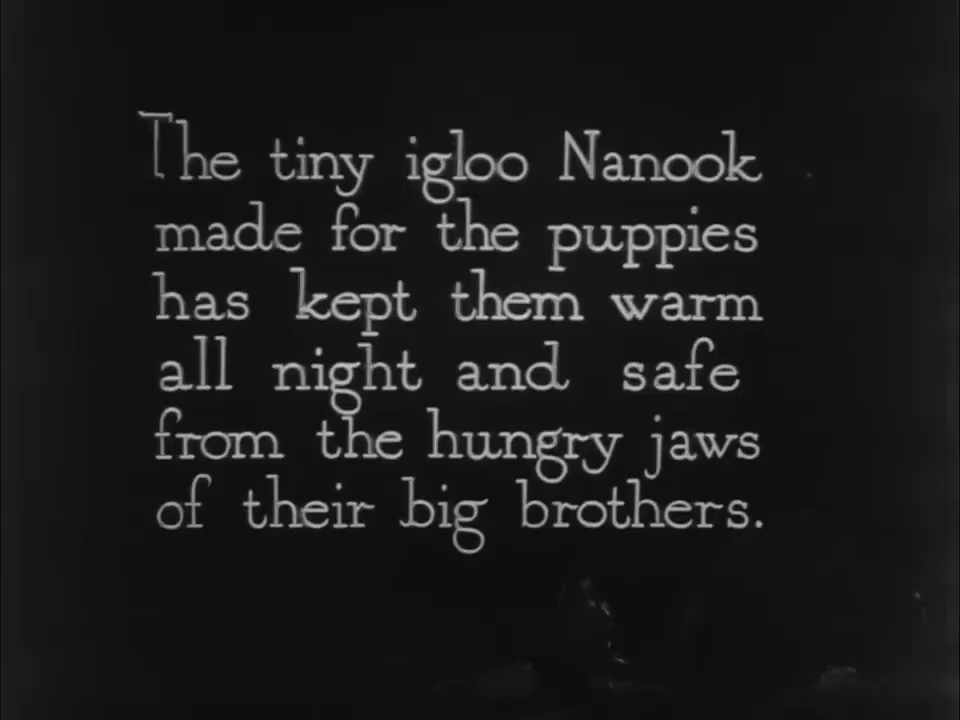 The tiny igloo Nanook
made for the puppies
has kept them warm
all night and safe
from the hungry jaws
of their big brothers.